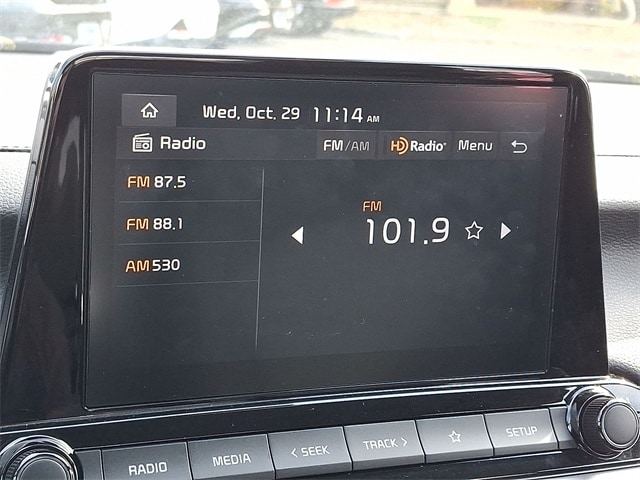 Wed, Oct. 29 11:14 AM
Radio FM/AM HD Radio Menu
FM 87.5
FM 88.1
AM 530
FM
101.9
RADIO MEDIA < SEEK TRACK > SETUP